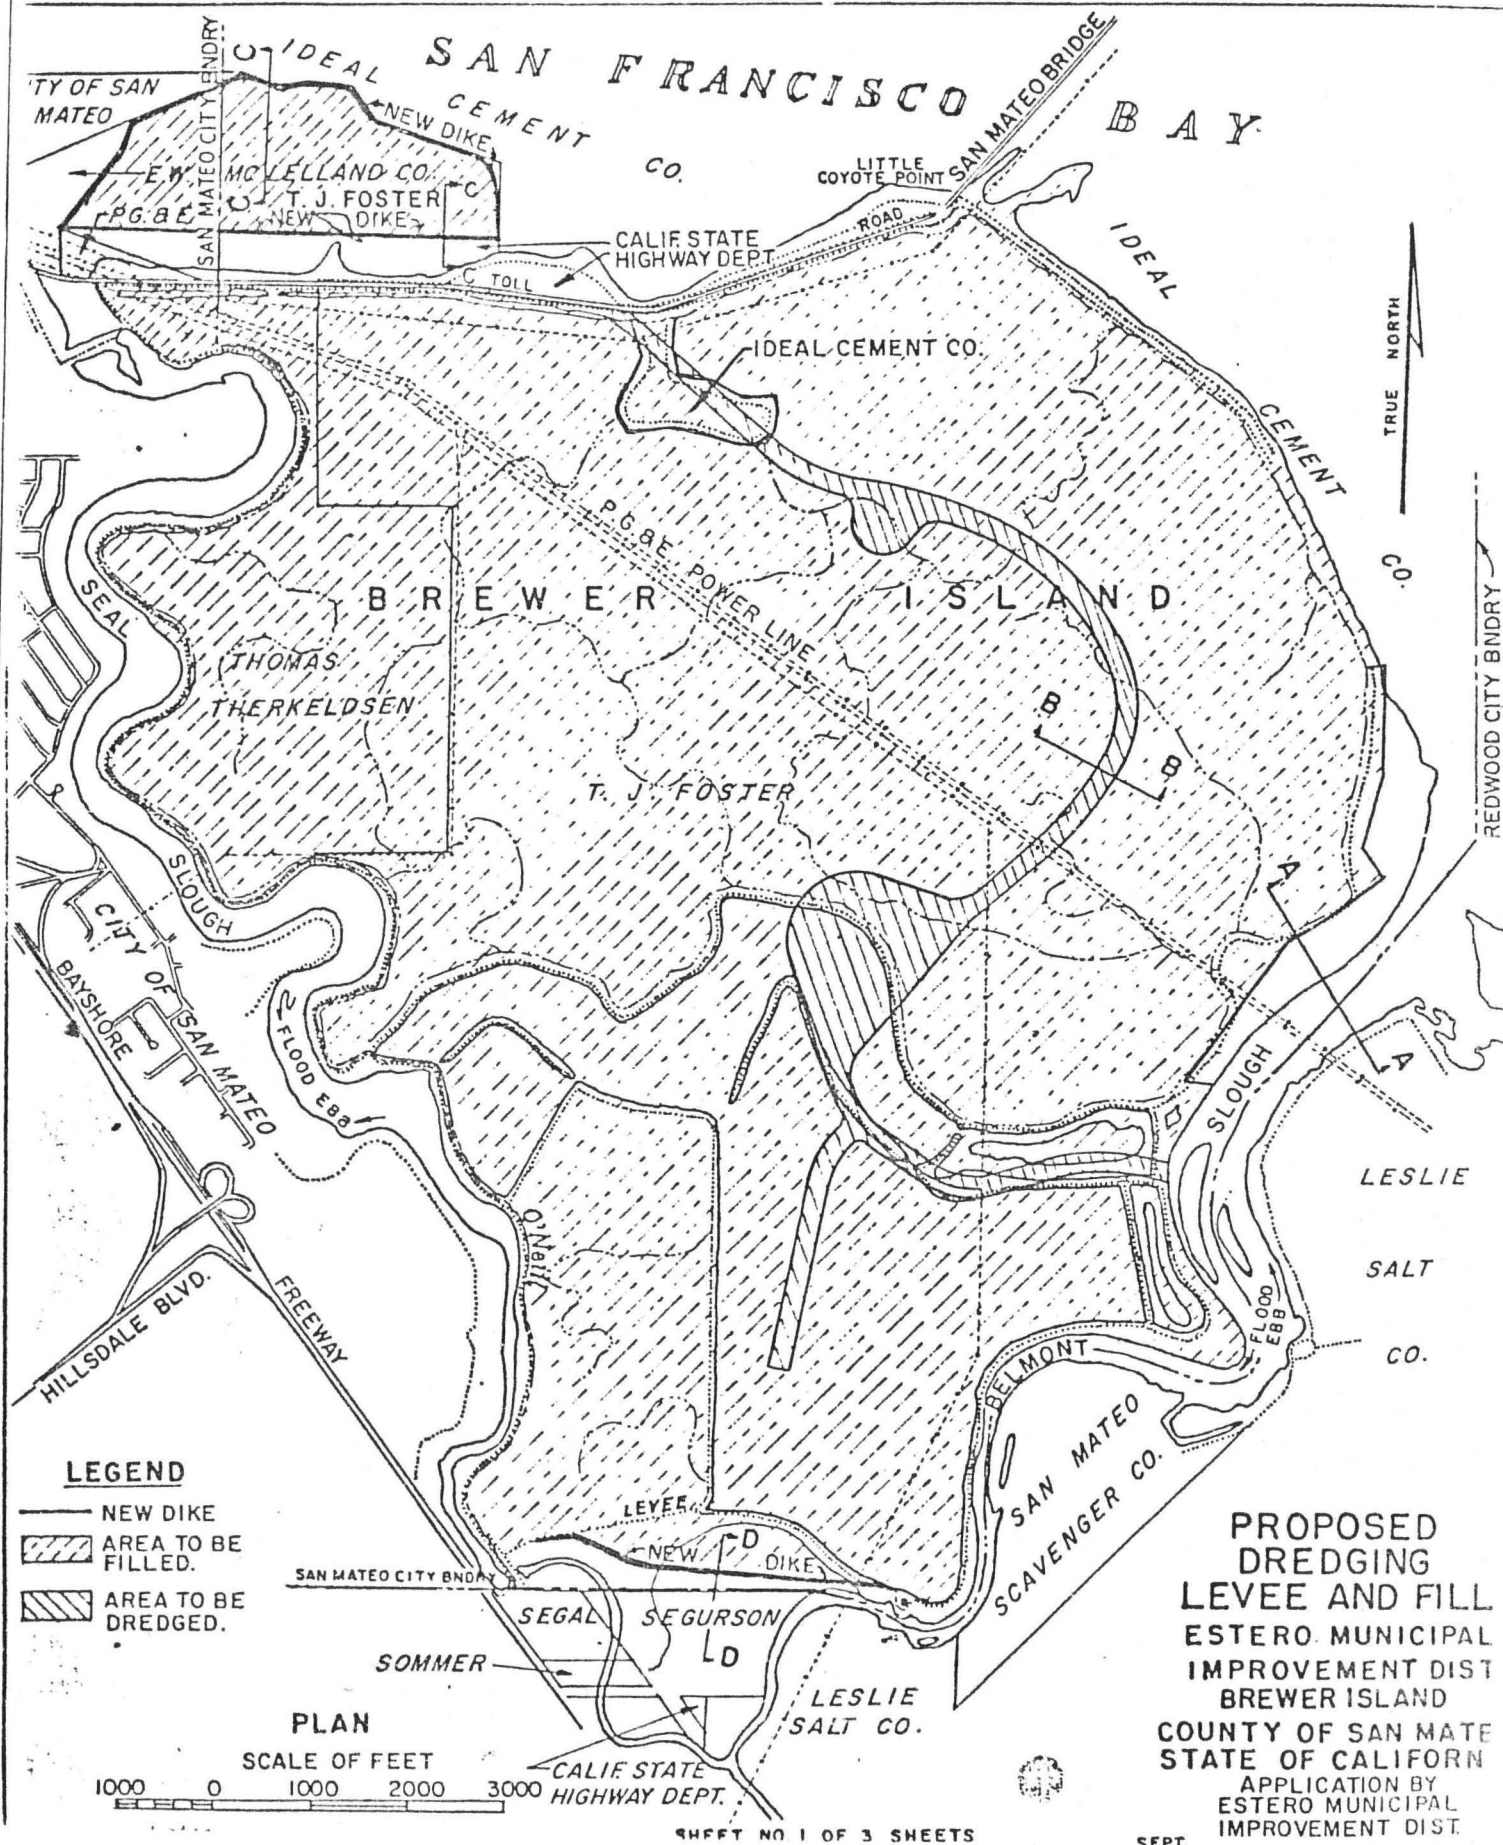 SAN FRANCISCO BAY
IDEAL
CEMENT
CO.
'TY OF SAN
MATEO
SAN MATEO CITY BNDRY
C
NEW DIKE
SAN MATEO BRIDGE
LITTLE
COYOTE POINT
E.W. MCLELLAND CO.
C
T. J. FOSTER
C
P.G.&E.
NEW DIKE
ROAD
CALIF. STATE
HIGHWAY DEPT.
C TOLL
IDEAL
CEMENT
CO.
IDEAL CEMENT CO.
TRUE NORTH
REDWOOD CITY BNDRY
P.G.&E. POWER LINE
BREWER ISLAND
SEAL
SLOUGH
THOMAS
THERKELDSEN
T. J. FOSTER
B
B
A
A
CITY OF SAN MATEO
BAYSHORE
FREEWAY
FLOOD EBB
SLOUGH
LESLIE
SALT
CO.
O'Neill
HILLSDALE BLVD.
FLOOD
EBB
BELMONT
SAN MATEO
SCAVENGER CO.
LEGEND
NEW DIKE
AREA TO BE
FILLED.
AREA TO BE
DREDGED.
LEVEE
D
NEW DIKE
SAN MATEO CITY BNDRY
SEGAL
SEGURSON
D
SOMMER
LESLIE
SALT CO.
CALIF. STATE
HIGHWAY DEPT.
PLAN
SCALE OF FEET
1000 0 1000 2000 3000
PROPOSED
DREDGING
LEVEE AND FILL
ESTERO MUNICIPAL
IMPROVEMENT DIST
BREWER ISLAND
COUNTY OF SAN MATE
STATE OF CALIFORN
APPLICATION BY
ESTERO MUNICIPAL
IMPROVEMENT DIST.
SHEET NO. 1 OF 3 SHEETS
SEPT.